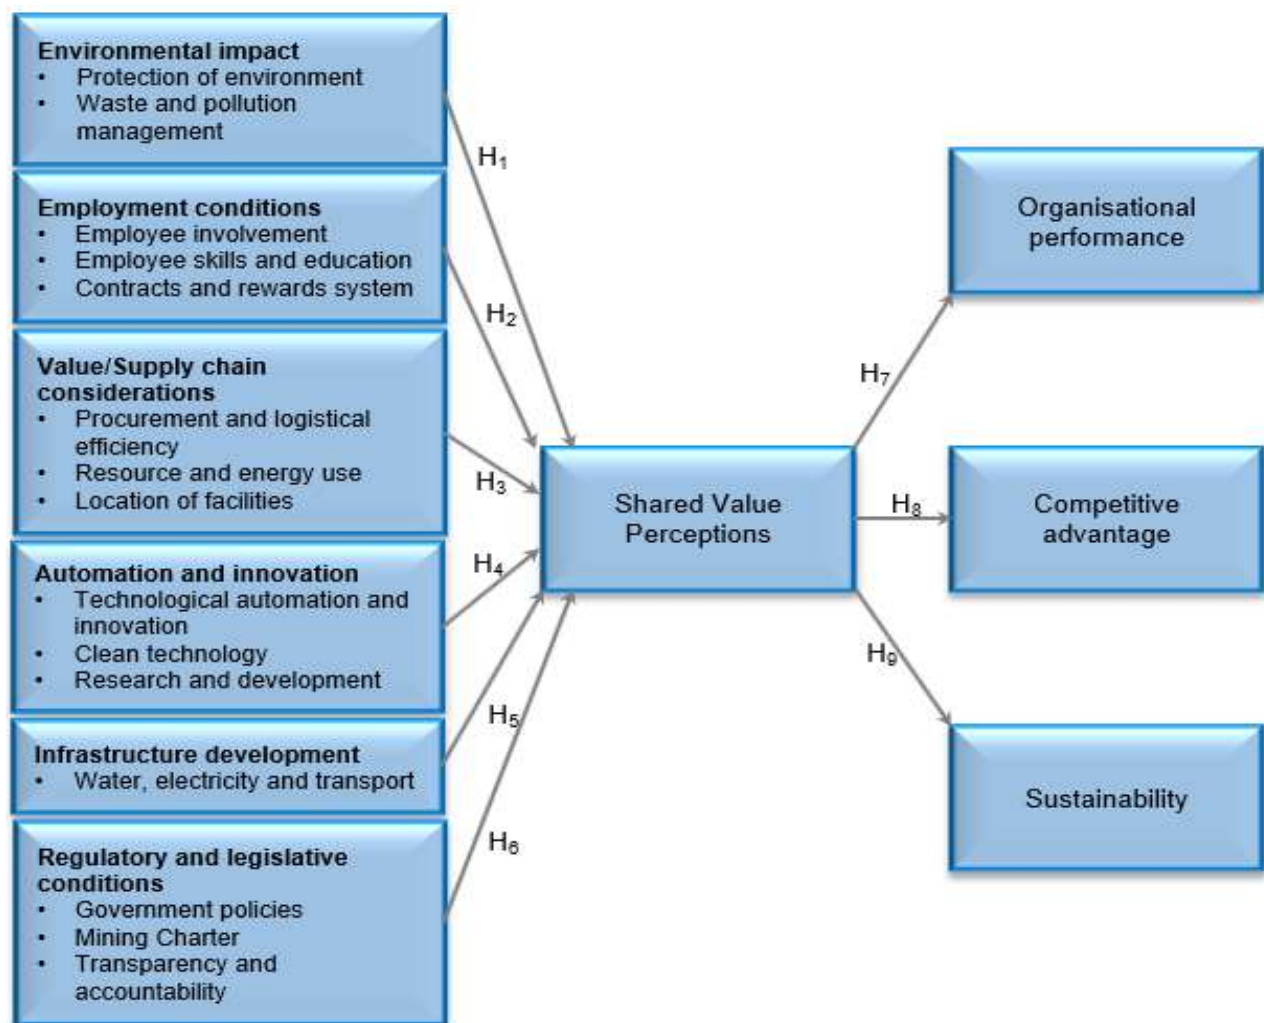 Environmental impact
• Protection of environment
• Waste and pollution
management
Employment conditions
• Employee involvement
• Employee skills and education
• Contracts and rewards system
Value/Supply chain
considerations
• Procurement and logistical
efficiency
• Resource and energy use
• Location of facilities
Automation and innovation
• Technological automation and
innovation
• Clean technology
• Research and development
Infrastructure development
• Water, electricity and transport
Regulatory and legislative
conditions
• Government policies
• Mining Charter
• Transparency and
accountability
H₁
H₂
H₃
H₄
H₅
H₆
Shared Value
Perceptions
H₇
H₈
H₉
Organisational
performance
Competitive
advantage
Sustainability